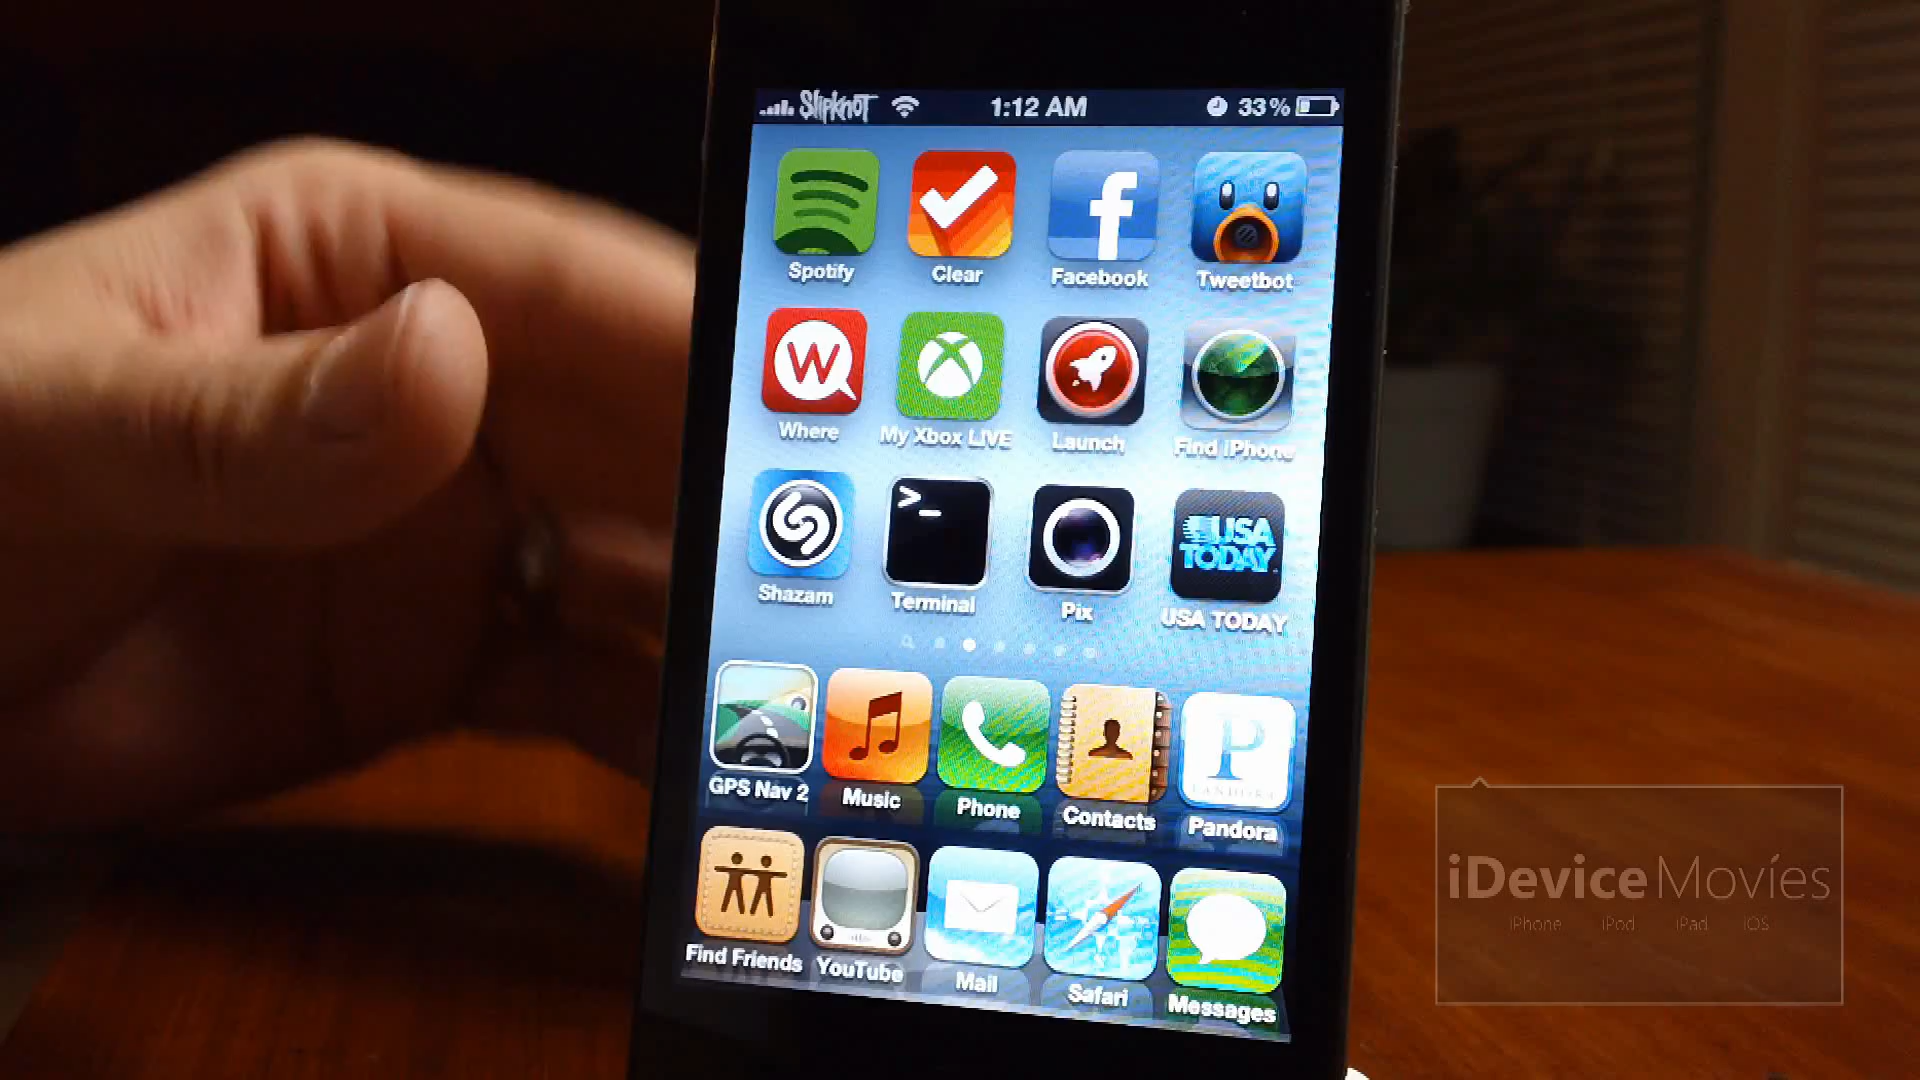 SlipknoT 1:12 AM 33%
Spotify Clear Facebook Tweetbot
W
Where My Xbox LIVE Launch Find iPhone
>_ USA TODAY
Shazam Terminal Pix USA TODAY
P
PANDORA
GPS Nav 2 Music Phone Contacts Pandora
Find Friends YouTube Mail Safari Messages
iDeviceMovies
iPhone iPod iPad iOS